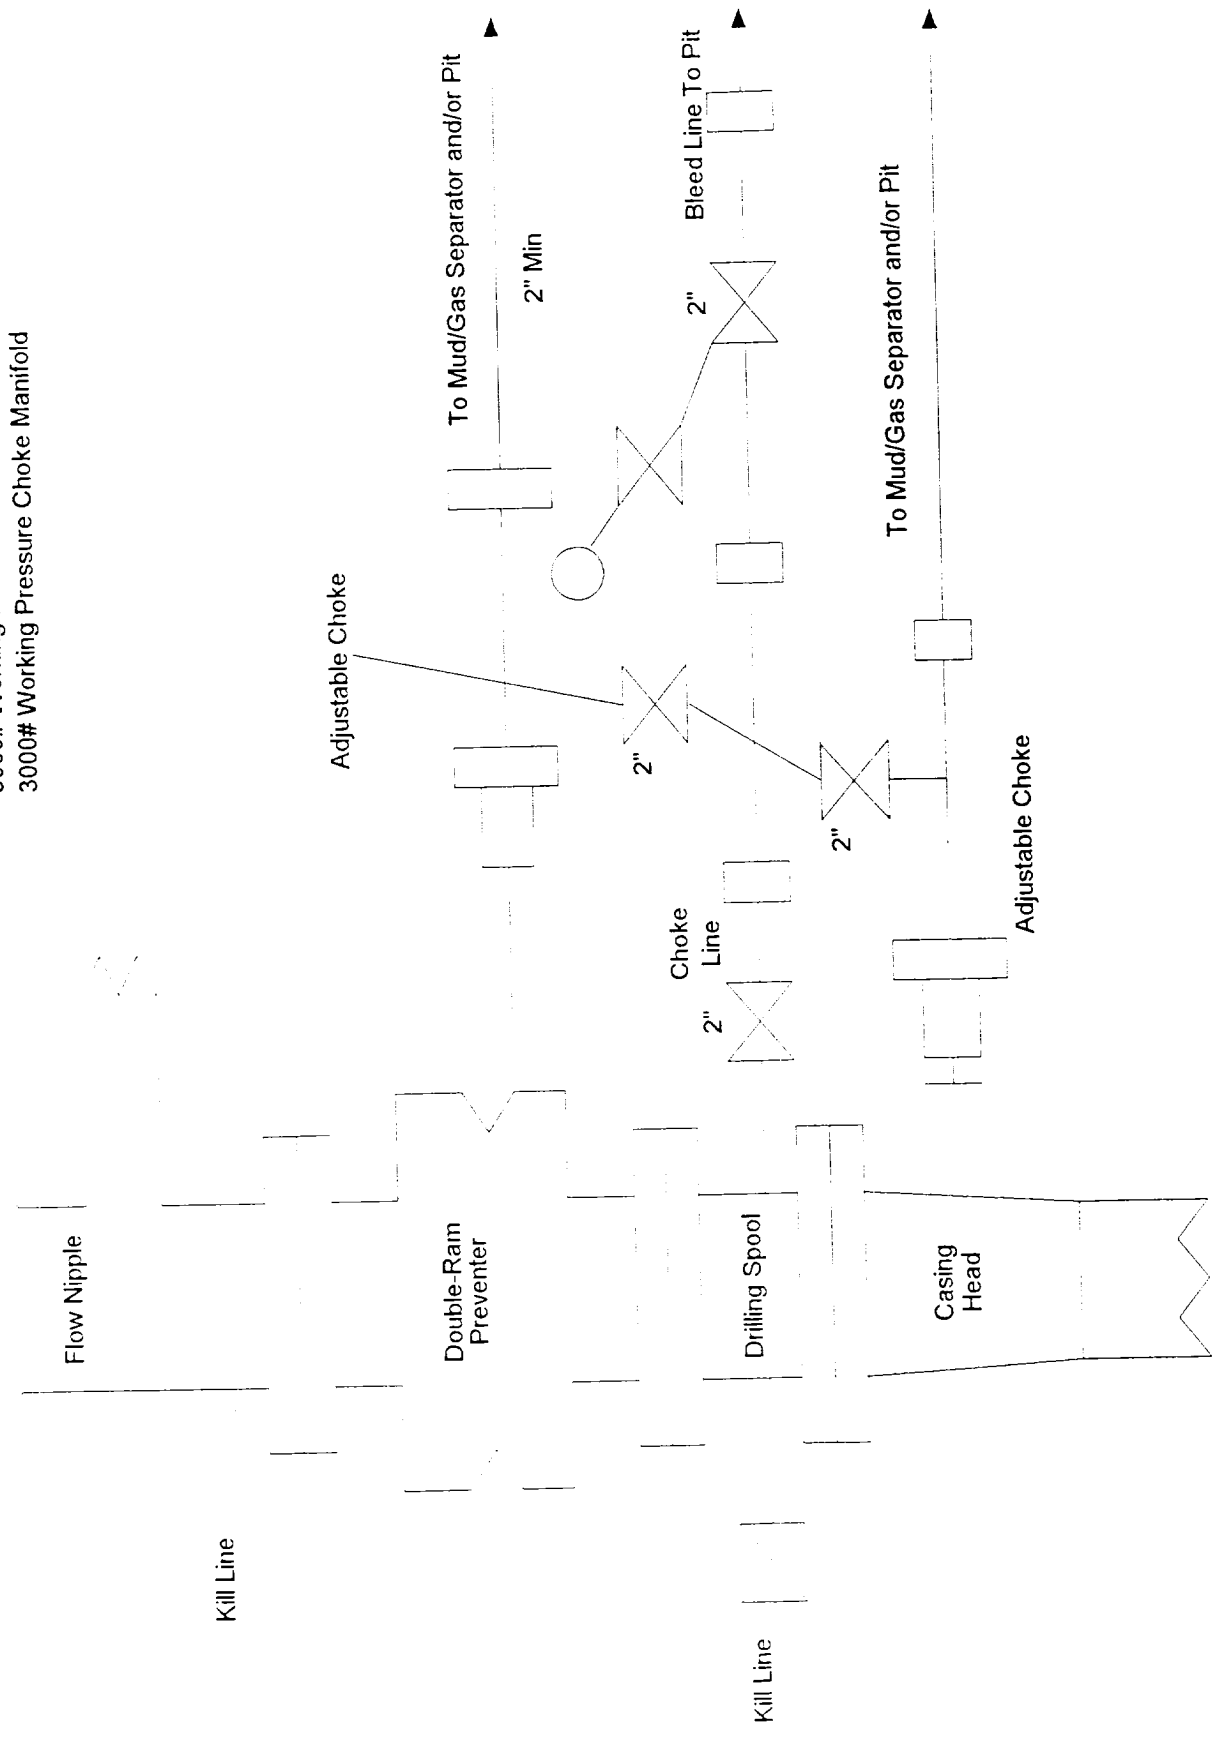 3000# Working Pressure Choke Manifold
Flow Nipple
Kill Line
Adjustable Choke
To Mud/Gas Separator and/or Pit
2" Min
Double-Ram
Preventer
2"
Bleed Line To Pit
2"
Choke
Line
2"
Drilling Spool
Kill Line
2"
To Mud/Gas Separator and/or Pit
Casing
Head
Adjustable Choke